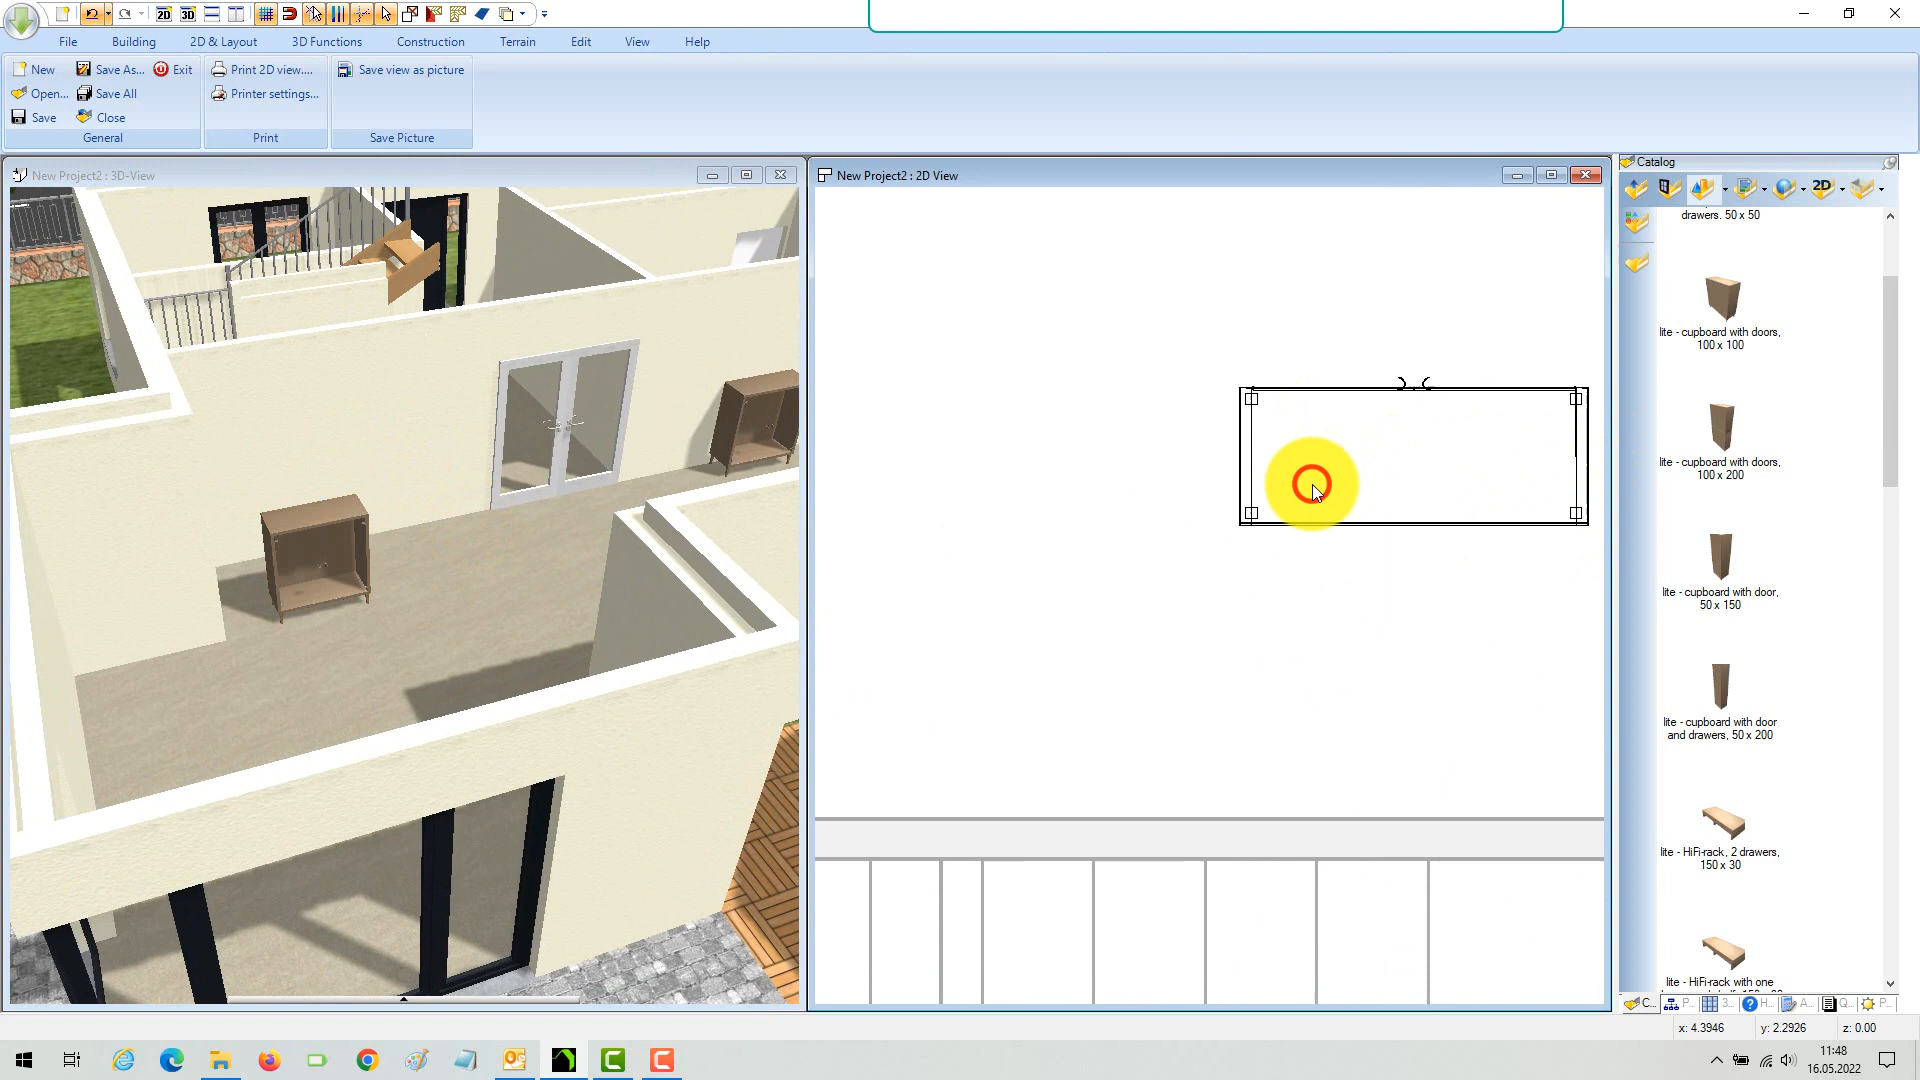 2D 3D
File Building 2D & Layout 3D Functions Construction Terrain Edit View Help
New Save As... Exit Print 2D view.... Save view as picture
Open... Save All Printer settings...
Save Close
General Print Save Picture
New Project2 : 3D-View
New Project2 : 2D View
Catalog
2D
drawers. 50 x 50
lite - cupboard with doors,
100 x 100
lite - cupboard with doors,
100 x 200
lite - cupboard with door,
50 x 150
lite - cupboard with door
and drawers, 50 x 200
lite - HiFi-rack, 2 drawers,
150 x 30
lite - HiFi-rack with one
C... P... 3... H... A... Q... P...
x: 4.3946 y: 2.2926 z: 0.00
11:48
16.05.2022